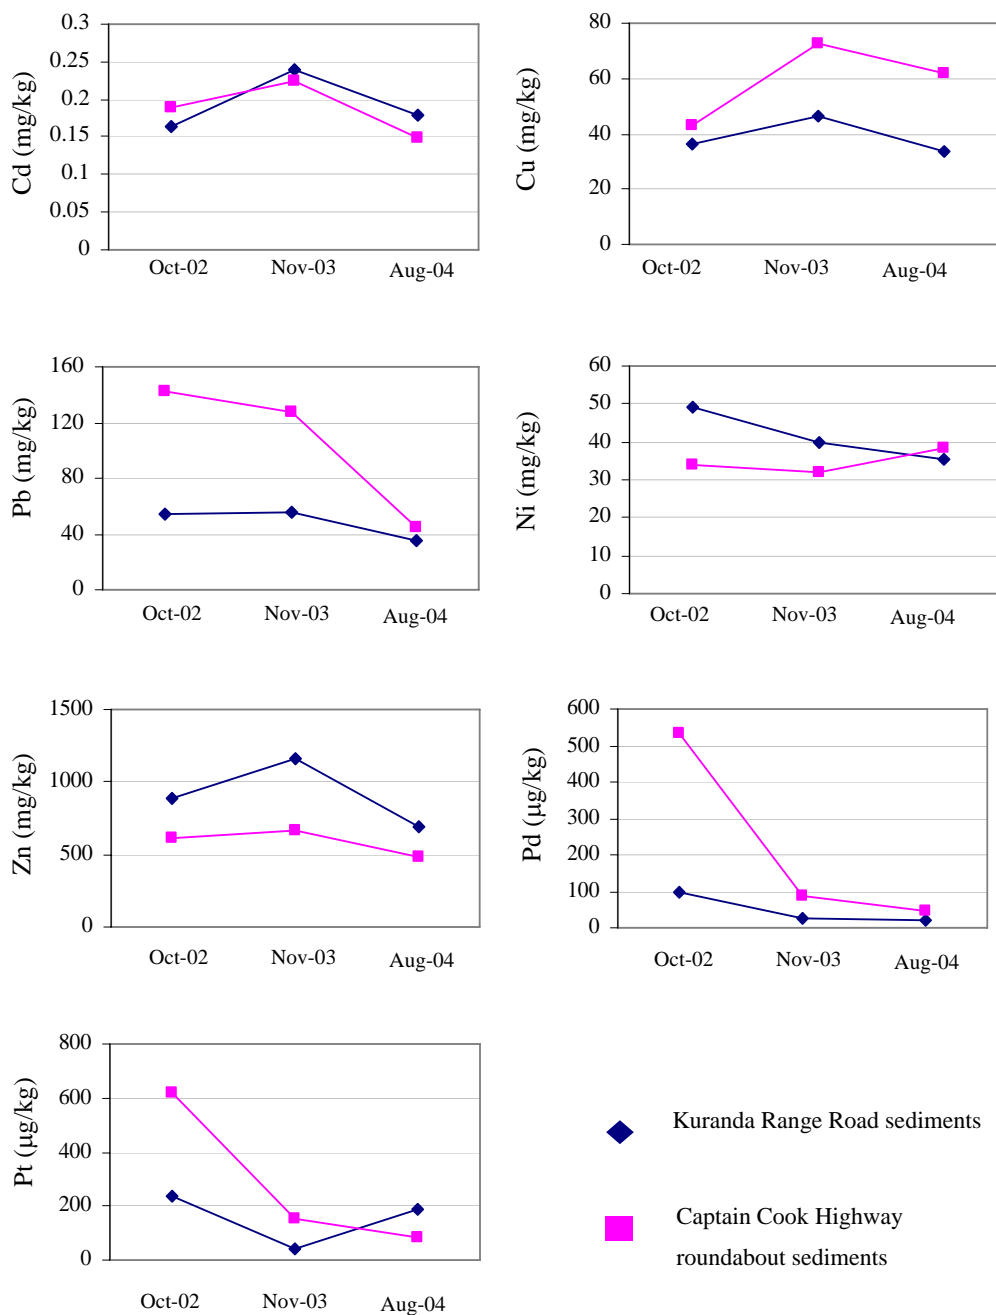 Cd (mg/kg)
0.3
0.25
0.2
0.15
0.1
0.05
0
Oct-02 Nov-03 Aug-04
Cu (mg/kg)
80
60
40
20
0
Oct-02 Nov-03 Aug-04
Pb (mg/kg)
160
120
80
40
0
Oct-02 Nov-03 Aug-04
Ni (mg/kg)
60
50
40
30
20
10
0
Oct-02 Nov-03 Aug-04
Zn (mg/kg)
1500
1000
500
0
Oct-02 Nov-03 Aug-04
Pd (µg/kg)
600
500
400
300
200
100
0
Oct-02 Nov-03 Aug-04
Pt (µg/kg)
800
600
400
200
0
Oct-02 Nov-03 Aug-04
Kuranda Range Road sediments
Captain Cook Highway
roundabout sediments